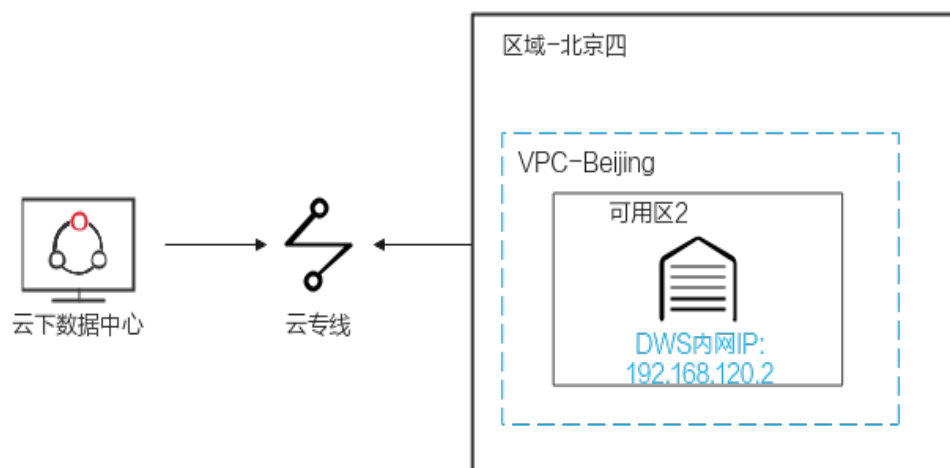 区域-北京四
VPC-Beijing
可用区2
DWS内网IP:
192.168.120.2
云下数据中心
云专线